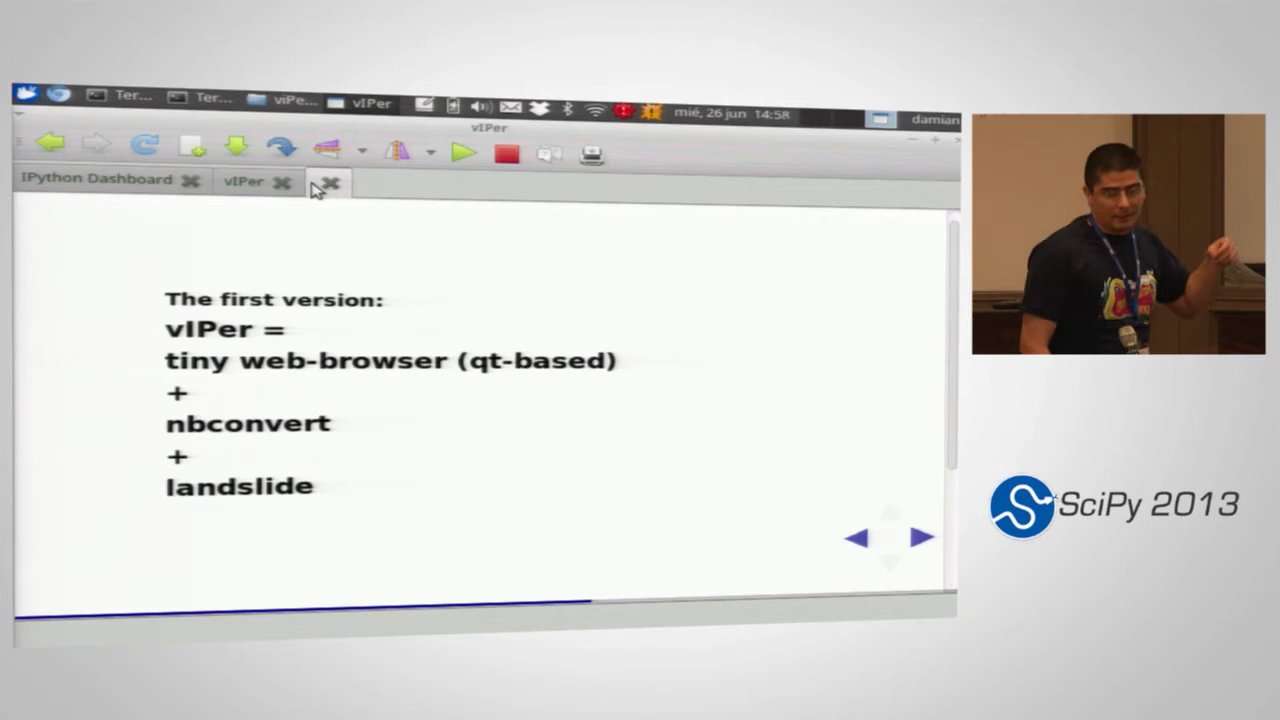 Ter... Ter... viPe... vIPer mié, 26 jun 14:58 damian
vIPer
IPython Dashboard vIPer
The first version:
vIPer =
tiny web-browser (qt-based)
+
nbconvert
+
landslide
SciPy 2013